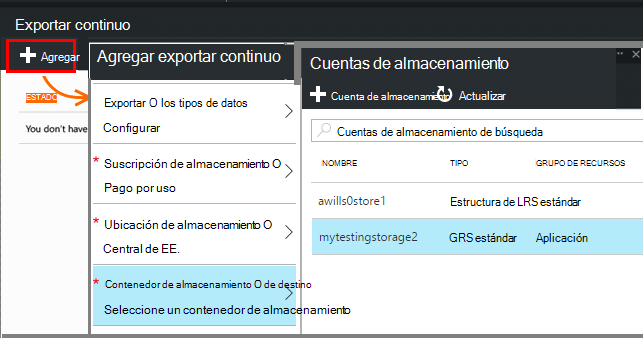 Exportar continuo
Agregar
ESTADO
You don't have
Agregar exportar continuo
Exportar O los tipos de datos
Configurar
* Suscripción de almacenamiento O
Pago por uso
* Ubicación de almacenamiento O
Central de EE.
* Contenedor de almacenamiento O de destino
Seleccione un contenedor de almacenamiento
Cuentas de almacenamiento
Cuenta de almacenamiento Actualizar
Cuentas de almacenamiento de búsqueda
NOMBRE TIPO GRUPO DE RECURSOS
awills0store1 Estructura de LRS estándar
mytestingstorage2 GRS estándar Aplicación